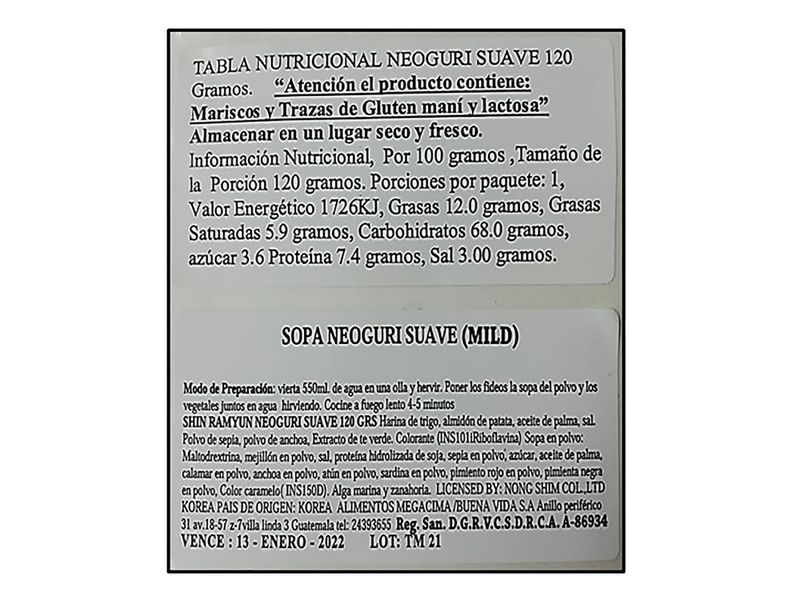 TABLA NUTRICIONAL NEOGURI SUAVE 120
Gramos. “Atención el producto contiene:
Mariscos y Trazas de Gluten maní y lactosa”
Almacenar en un lugar seco y fresco.
Información Nutricional, Por 100 gramos ,Tamaño de
la Porción 120 gramos. Porciones por paquete: 1,
Valor Energético 1726KJ, Grasas 12.0 gramos, Grasas
Saturadas 5.9 gramos, Carbohidratos 68.0 gramos,
azúcar 3.6 Proteína 7.4 gramos, Sal 3.00 gramos.
SOPA NEOGURI SUAVE (MILD)
Modo de Preparación: vierta 550ml. de agua en una olla y hervir. Poner los fideos la sopa del polvo y los
vegetales juntos en agua hirviendo. Cocine a fuego lento 4-5 minutos
SHIN RAMYUN NEOGURI SUAVE 120 GRS Harina de trigo, almidón de patata, aceite de palma, sal.
Polvo de sepia, polvo de anchoa, Extracto de te verde. Colorante (INS101iRiboflavina) Sopa en polvo:
Maltodrextrina, mejillón en polvo, sal, proteína hidrolizada de soja, sepia en polvo, azúcar, aceite de palma,
calamar en polvo, anchoa en polvo, atún en polvo, sardina en polvo, pimiento rojo en polvo, pimienta negra
en polvo, Color caramelo( INS150D). Alga marina y zanahoria. LICENSED BY: NONG SHIM CO.,LTD
KOREA PAIS DE ORIGEN: KOREA ALIMENTOS MEGACIMA /BUENA VIDA S.A Anillo periférico
31 av.18-57 z-7villa linda 3 Guatemala tel: 24393655 Reg. San. D.G.R.V.C.S.D.R.C.A. A-86934
VENCE : 13 - ENERO - 2022 LOT: TM 21